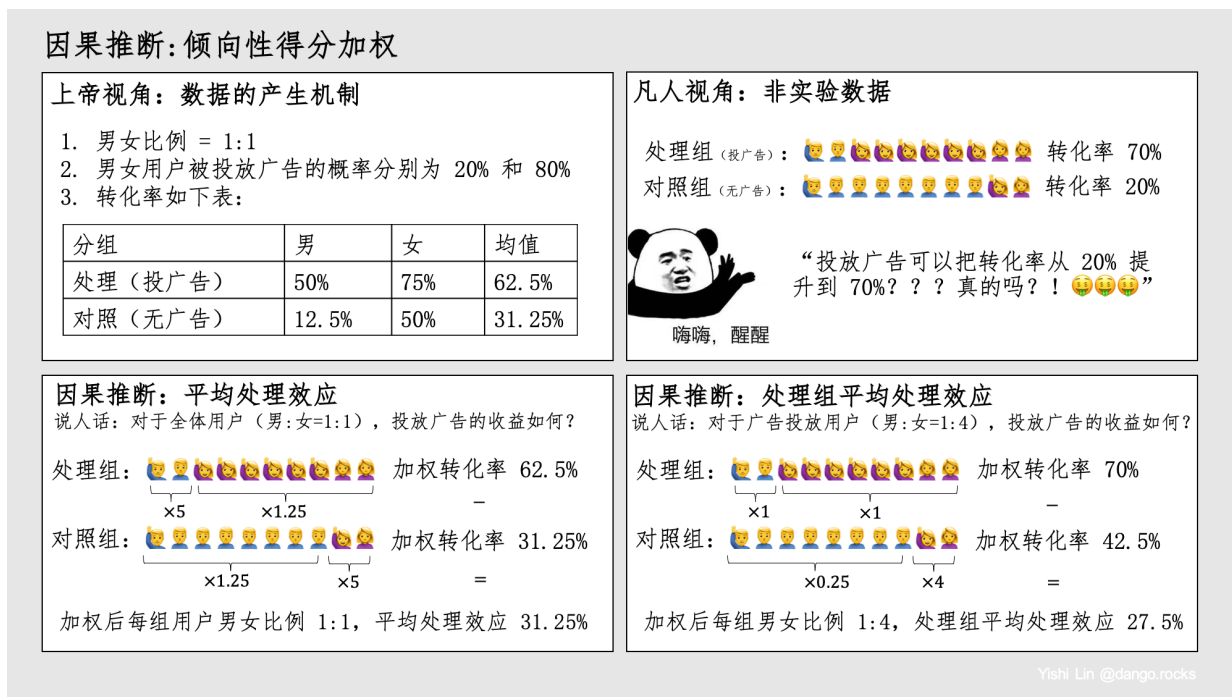 因果推断:倾向性得分加权
上帝视角：数据的产生机制
1. 男女比例 = 1:1
2. 男女用户被投放广告的概率分别为 20% 和 80%
3. 转化率如下表：
分组 男 女 均值
处理（投广告） 50% 75% 62.5%
对照（无广告） 12.5% 50% 31.25%
凡人视角：非实验数据
处理组（投广告）： 转化率 70%
对照组（无广告）： 转化率 20%
“投放广告可以把转化率从 20% 提
升到 70%？？？真的吗？！🤑🤑🤑”
嗨嗨，醒醒
因果推断：平均处理效应
说人话：对于全体用户（男:女=1:1），投放广告的收益如何？
处理组： 加权转化率 62.5%
×5 ×1.25 −
对照组： 加权转化率 31.25%
×1.25 ×5 =
加权后每组用户男女比例 1:1，平均处理效应 31.25%
因果推断：处理组平均处理效应
说人话：对于广告投放用户（男:女=1:4），投放广告的收益如何？
处理组： 加权转化率 70%
×1 ×1 −
对照组： 加权转化率 42.5%
×0.25 ×4 =
加权后每组男女比例 1:4，处理组平均处理效应 27.5%
Yishi Lin @dango.rocks